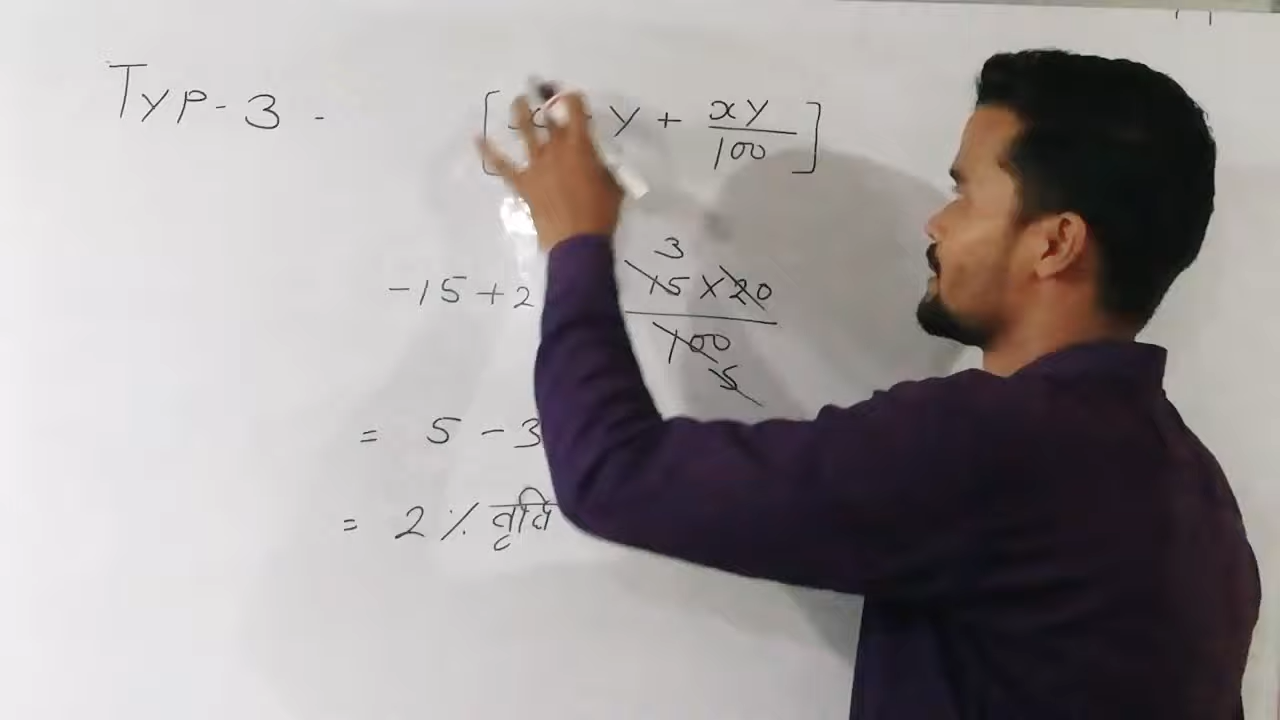 Typ-3 - [x Y + xY/100]
-15+2 15×20/100 3 5
= 5 -3
= 2%